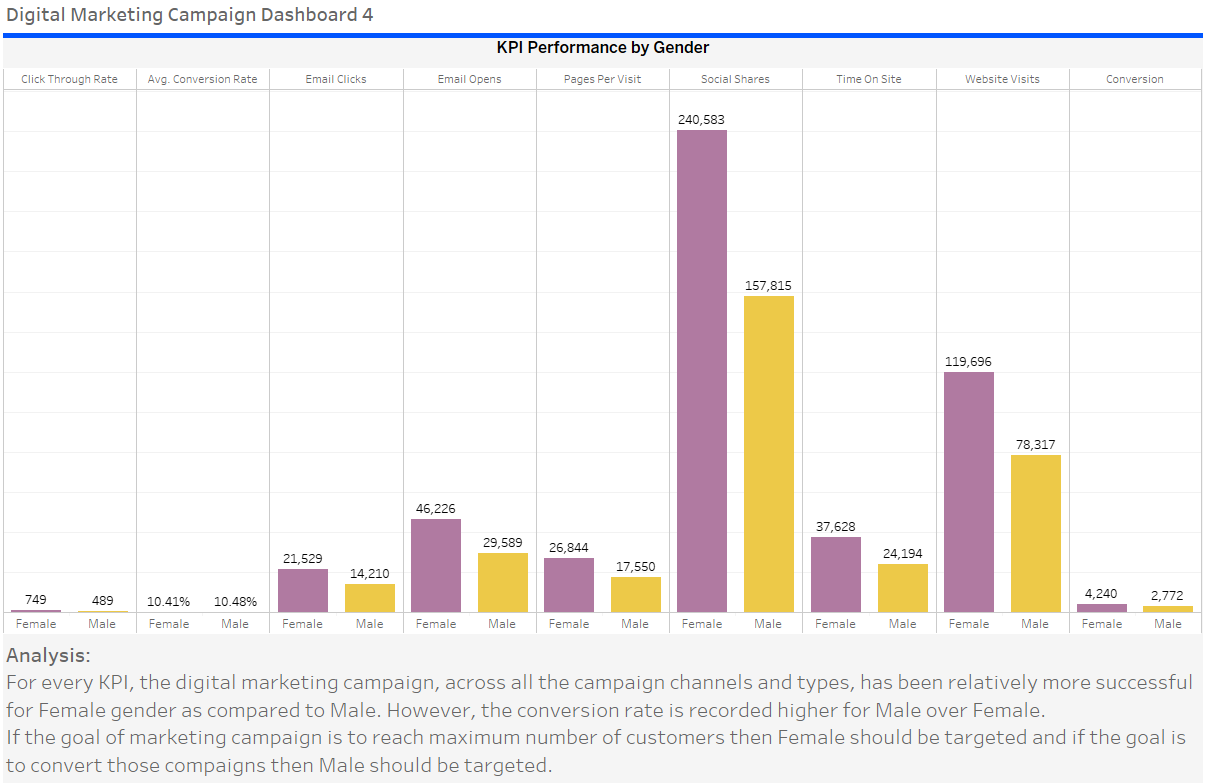 Digital Marketing Campaign Dashboard 4
KPI Performance by Gender
Click Through Rate Avg. Conversion Rate Email Clicks Email Opens Pages Per Visit Social Shares Time On Site Website Visits Conversion
240,583
157,815
119,696
78,317
46,226
37,628
29,589
26,844
24,194
21,529
17,550
14,210
749 489 10.41% 10.48% 4,240 2,772
Female Male Female Male Female Male Female Male Female Male Female Male Female Male Female Male Female Male
Analysis:
For every KPI, the digital marketing campaign, across all the campaign channels and types, has been relatively more successful
for Female gender as compared to Male. However, the conversion rate is recorded higher for Male over Female.
If the goal of marketing campaign is to reach maximum number of customers then Female should be targeted and if the goal is
to convert those compaigns then Male should be targeted.